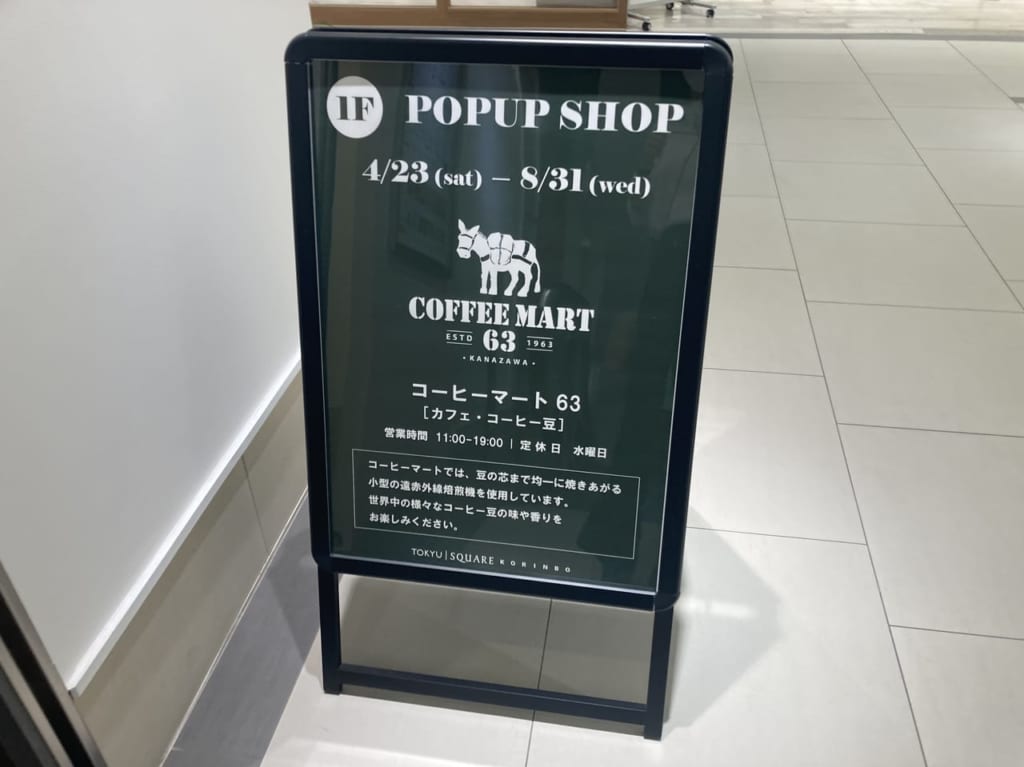 1F POPUP SHOP
4/23 (sat) – 8/31 (wed)
COFFEE MART
ESTD 63 1963
・KANAZAWA・
コーヒーマート 63
［カフェ・コーヒー豆］
営業時間 11:00-19:00 | 定休日 水曜日
コーヒーマートでは、豆の芯まで均一に焼きあがる
小型の遠赤外線焙煎機を使用しています。
世界中の様々なコーヒー豆の味や香りを
お楽しみください。
TOKYU | SQUARE KORINBO